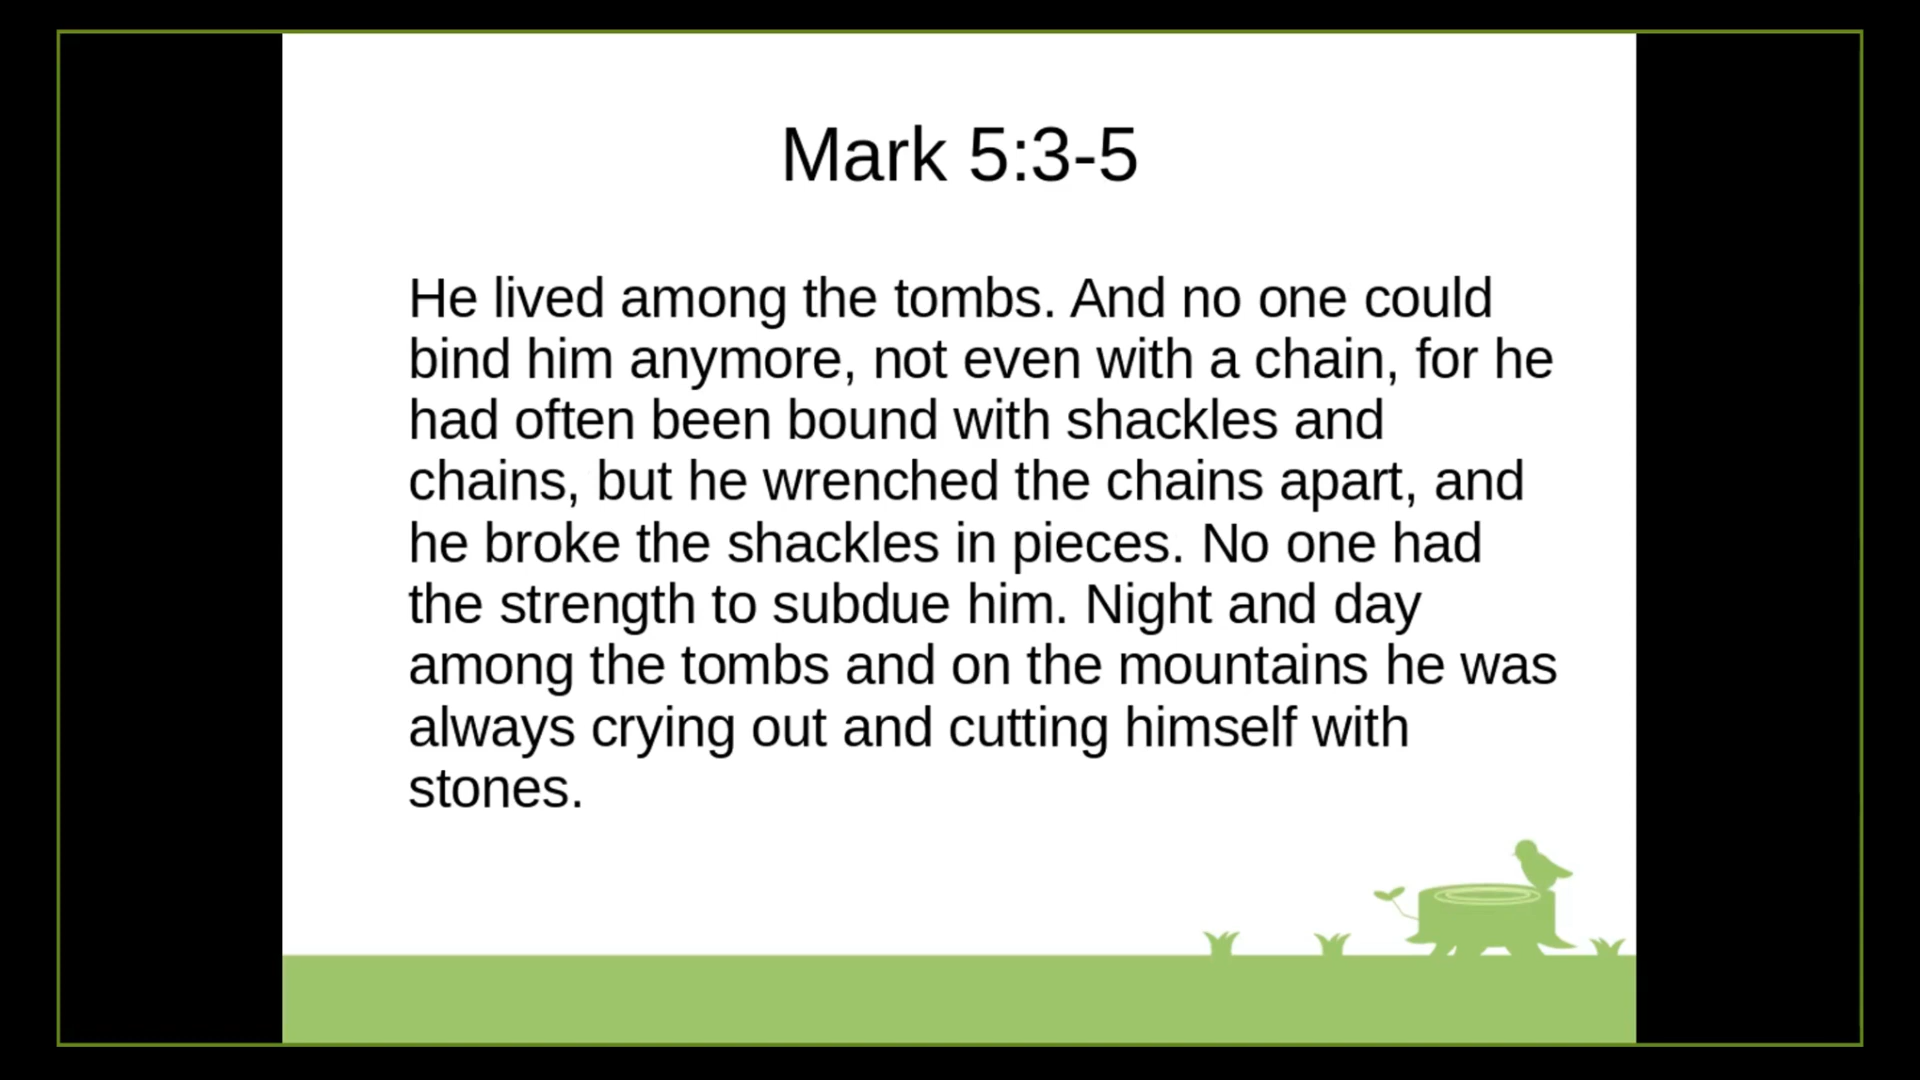 Mark 5:3-5
He lived among the tombs. And no one could
bind him anymore, not even with a chain, for he
had often been bound with shackles and
chains, but he wrenched the chains apart, and
he broke the shackles in pieces. No one had
the strength to subdue him. Night and day
among the tombs and on the mountains he was
always crying out and cutting himself with
stones.